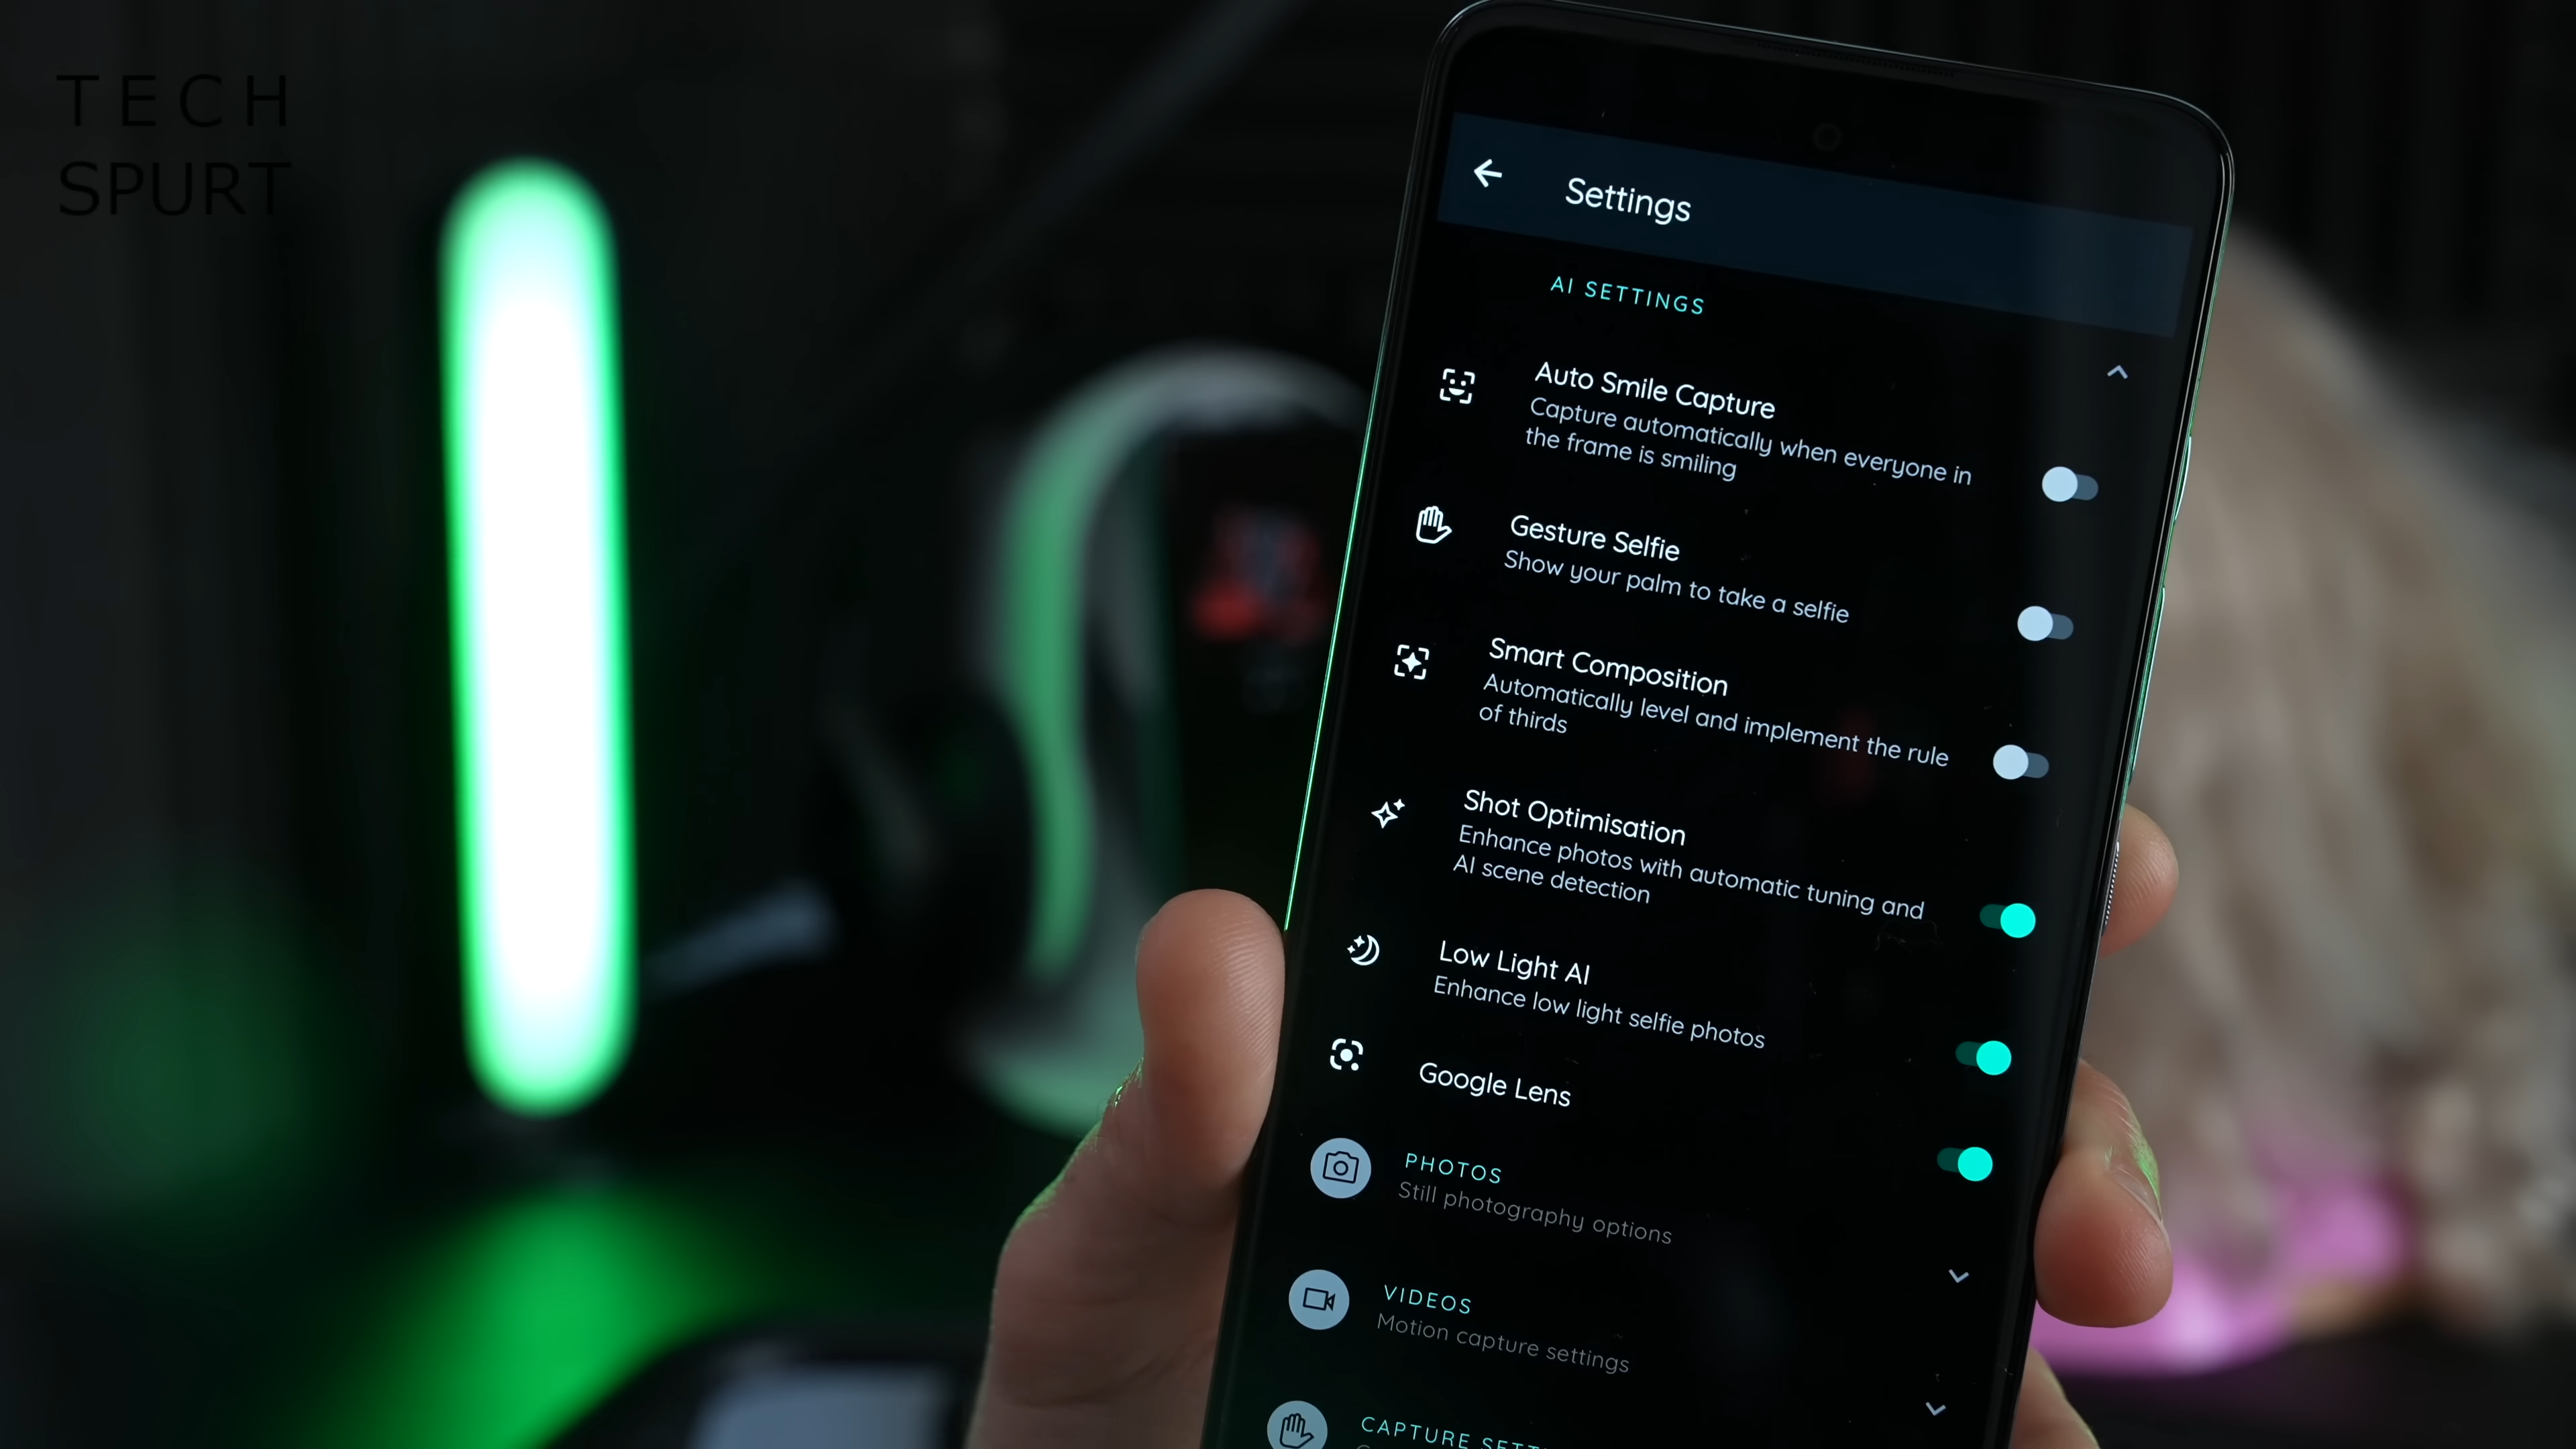 TECH
SPURT
Settings
AI SETTINGS
Auto Smile Capture
Capture automatically when everyone in
the frame is smiling
Gesture Selfie
Show your palm to take a selfie
Smart Composition
Automatically level and implement the rule
of thirds
Shot Optimisation
Enhance photos with automatic tuning and
AI scene detection
Low Light AI
Enhance low light selfie photos
Google Lens
PHOTOS
Still photography options
VIDEOS
Motion capture settings
CAPTURE